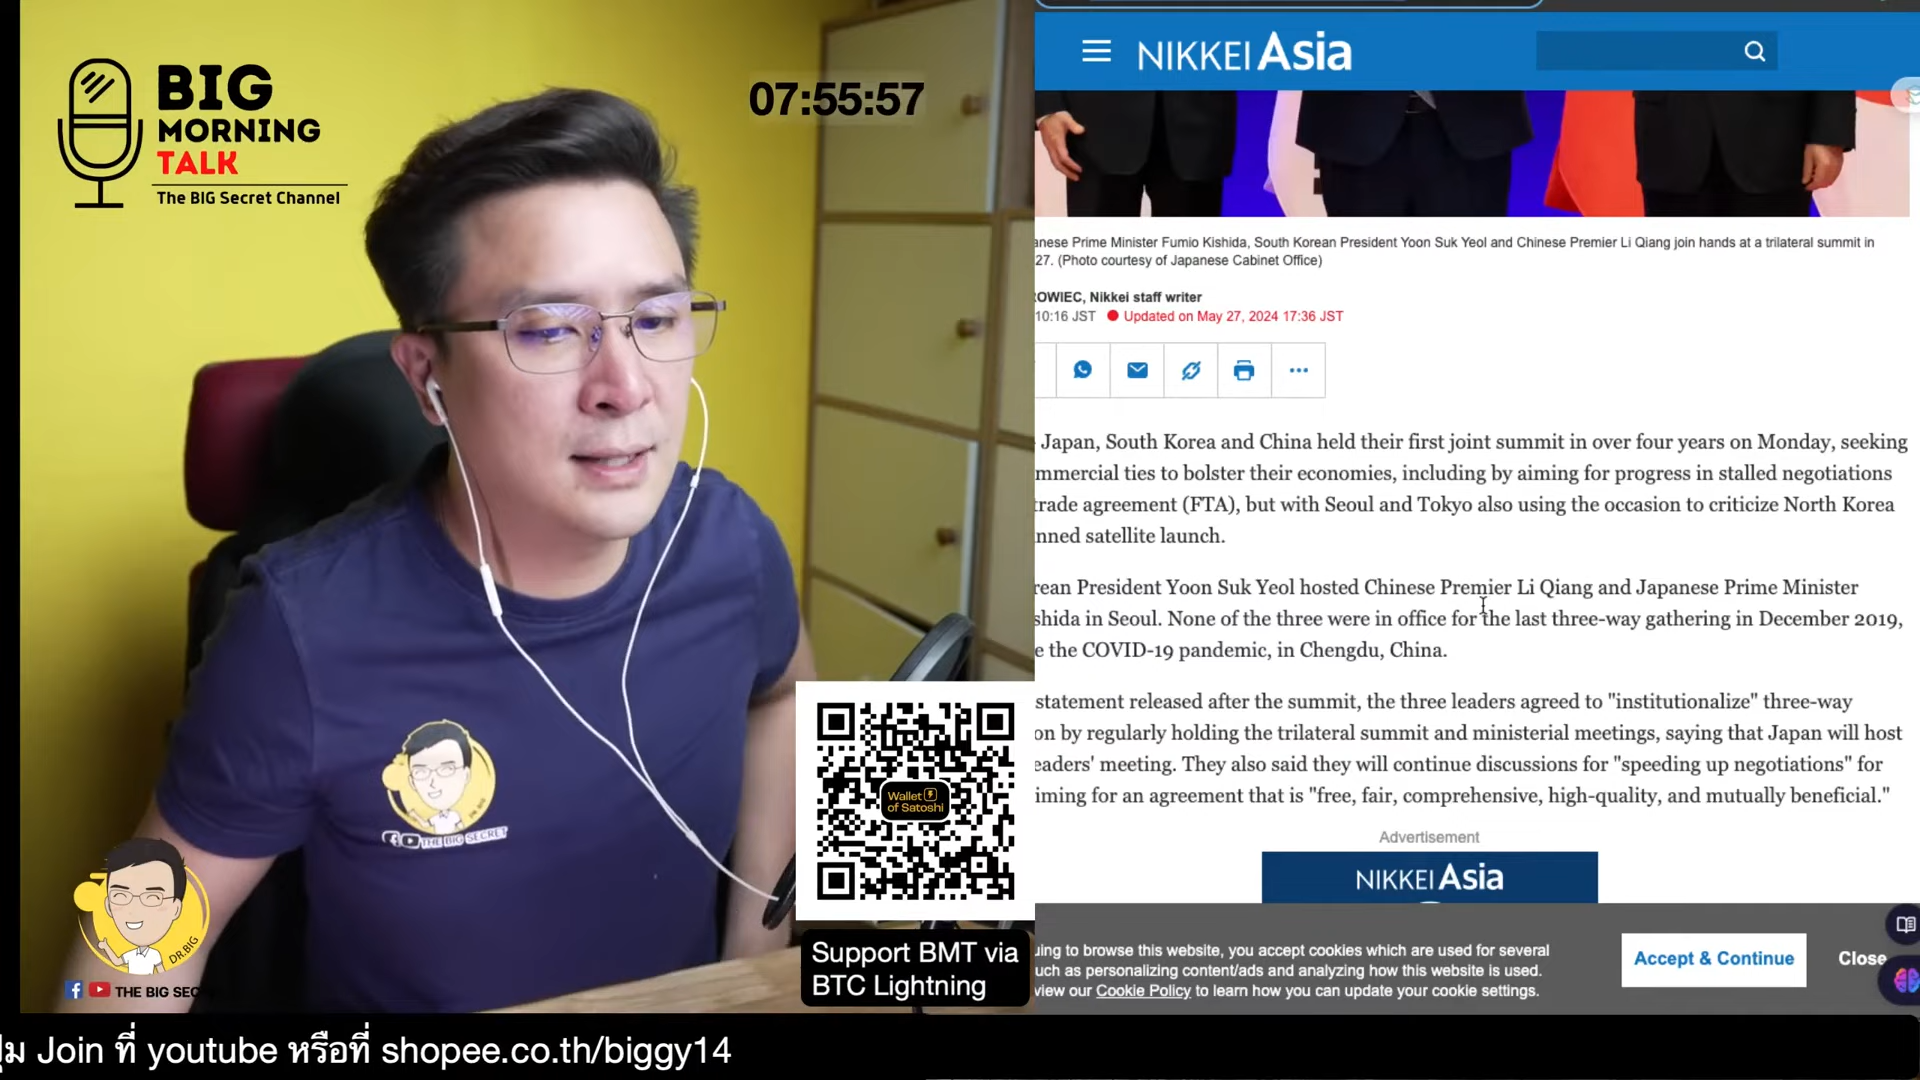 BIG
MORNING
TALK
The BIG Secret Channel
07:55:57
THE BIG SECRET
DR.BIG
THE BIG SEC
Wallet
of Satoshi
Support BMT via
BTC Lightning
Join ที่ youtube หรือที่ shopee.co.th/biggy14
NIKKEI Asia
anese Prime Minister Fumio Kishida, South Korean President Yoon Suk Yeol and Chinese Premier Li Qiang join hands at a trilateral summit in
27. (Photo courtesy of Japanese Cabinet Office)
OWIEC, Nikkei staff writer
10:16 JST Updated on May 27, 2024 17:36 JST
Japan, South Korea and China held their first joint summit in over four years on Monday, seeking
mmercial ties to bolster their economies, including by aiming for progress in stalled negotiations
trade agreement (FTA), but with Seoul and Tokyo also using the occasion to criticize North Korea
nned satellite launch.
rean President Yoon Suk Yeol hosted Chinese Premier Li Qiang and Japanese Prime Minister
shida in Seoul. None of the three were in office for the last three-way gathering in December 2019,
e the COVID-19 pandemic, in Chengdu, China.
statement released after the summit, the three leaders agreed to "institutionalize" three-way
on by regularly holding the trilateral summit and ministerial meetings, saying that Japan will host
eaders' meeting. They also said they will continue discussions for "speeding up negotiations" for
iming for an agreement that is "free, fair, comprehensive, high-quality, and mutually beneficial."
Advertisement
NIKKEI Asia
uing to browse this website, you accept cookies which are used for several
uch as personalizing content/ads and analyzing how this website is used.
view our Cookie Policy to learn how you can update your cookie settings.
Accept & Continue
Close